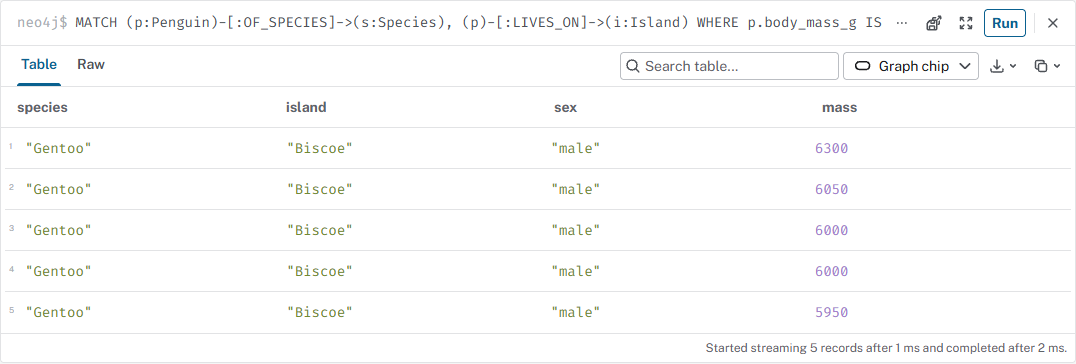 neo4j$ MATCH (p:Penguin)-[:OF_SPECIES]->(s:Species), (p)-[:LIVES_ON]->(i:Island) WHERE p.body_mass_g IS ··· Run
Table Raw Search table... Graph chip
species island sex mass
1 "Gentoo" "Biscoe" "male" 6300
2 "Gentoo" "Biscoe" "male" 6050
3 "Gentoo" "Biscoe" "male" 6000
4 "Gentoo" "Biscoe" "male" 6000
5 "Gentoo" "Biscoe" "male" 5950
Started streaming 5 records after 1 ms and completed after 2 ms.